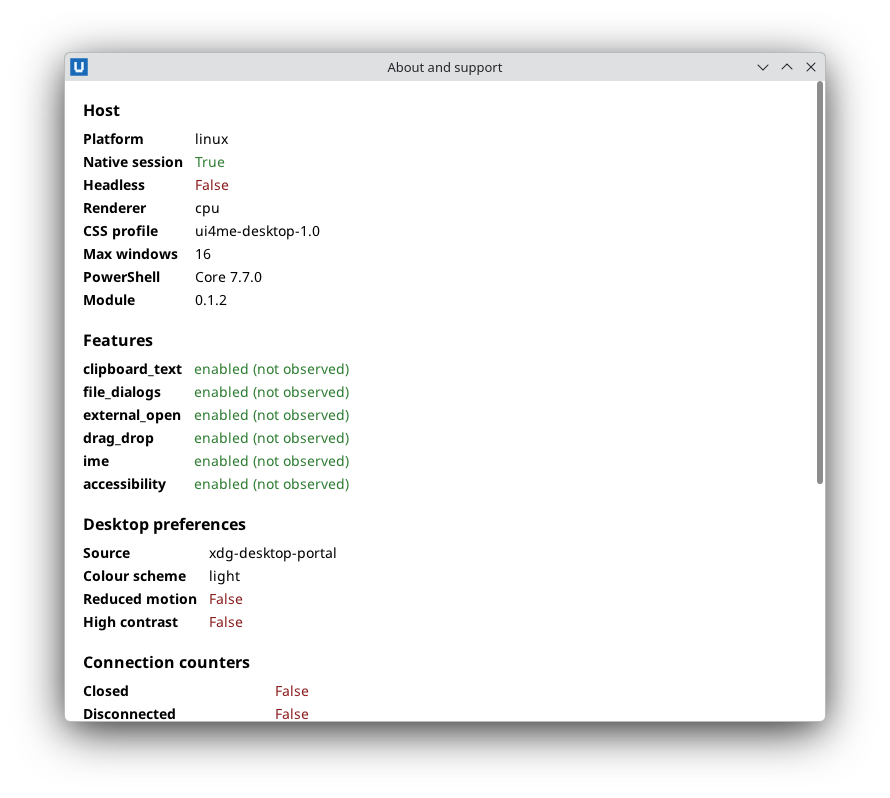 About and support
Host
Platform linux
Native session True
Headless False
Renderer cpu
CSS profile ui4me-desktop-1.0
Max windows 16
PowerShell Core 7.7.0
Module 0.1.2
Features
clipboard_text enabled (not observed)
file_dialogs enabled (not observed)
external_open enabled (not observed)
drag_drop enabled (not observed)
ime enabled (not observed)
accessibility enabled (not observed)
Desktop preferences
Source xdg-desktop-portal
Colour scheme light
Reduced motion False
High contrast False
Connection counters
Closed False
Disconnected False